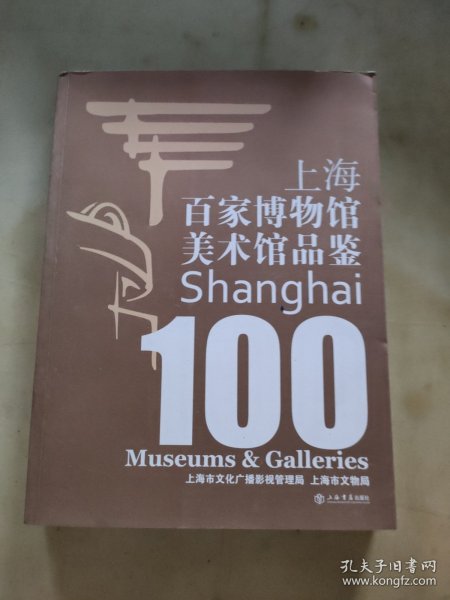 上海
百家博物馆
美术馆品鉴
Shanghai
100
Museums & Galleries
上海市文化广播影视管理局 上海市文物局
上海书店出版社
孔夫子旧书网
www.kongfz.com